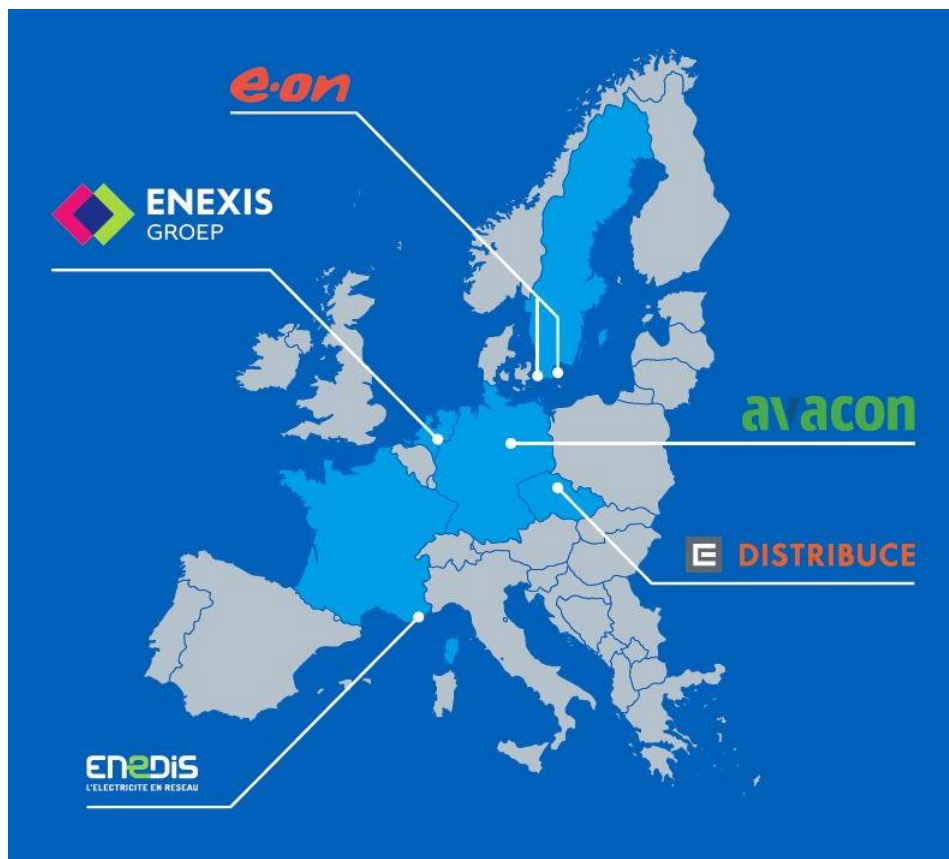 e·on
ENEXIS
GROEP
avacon
E DISTRIBUCE
ENEDIS
L'ELECTRICITE EN RESEAU